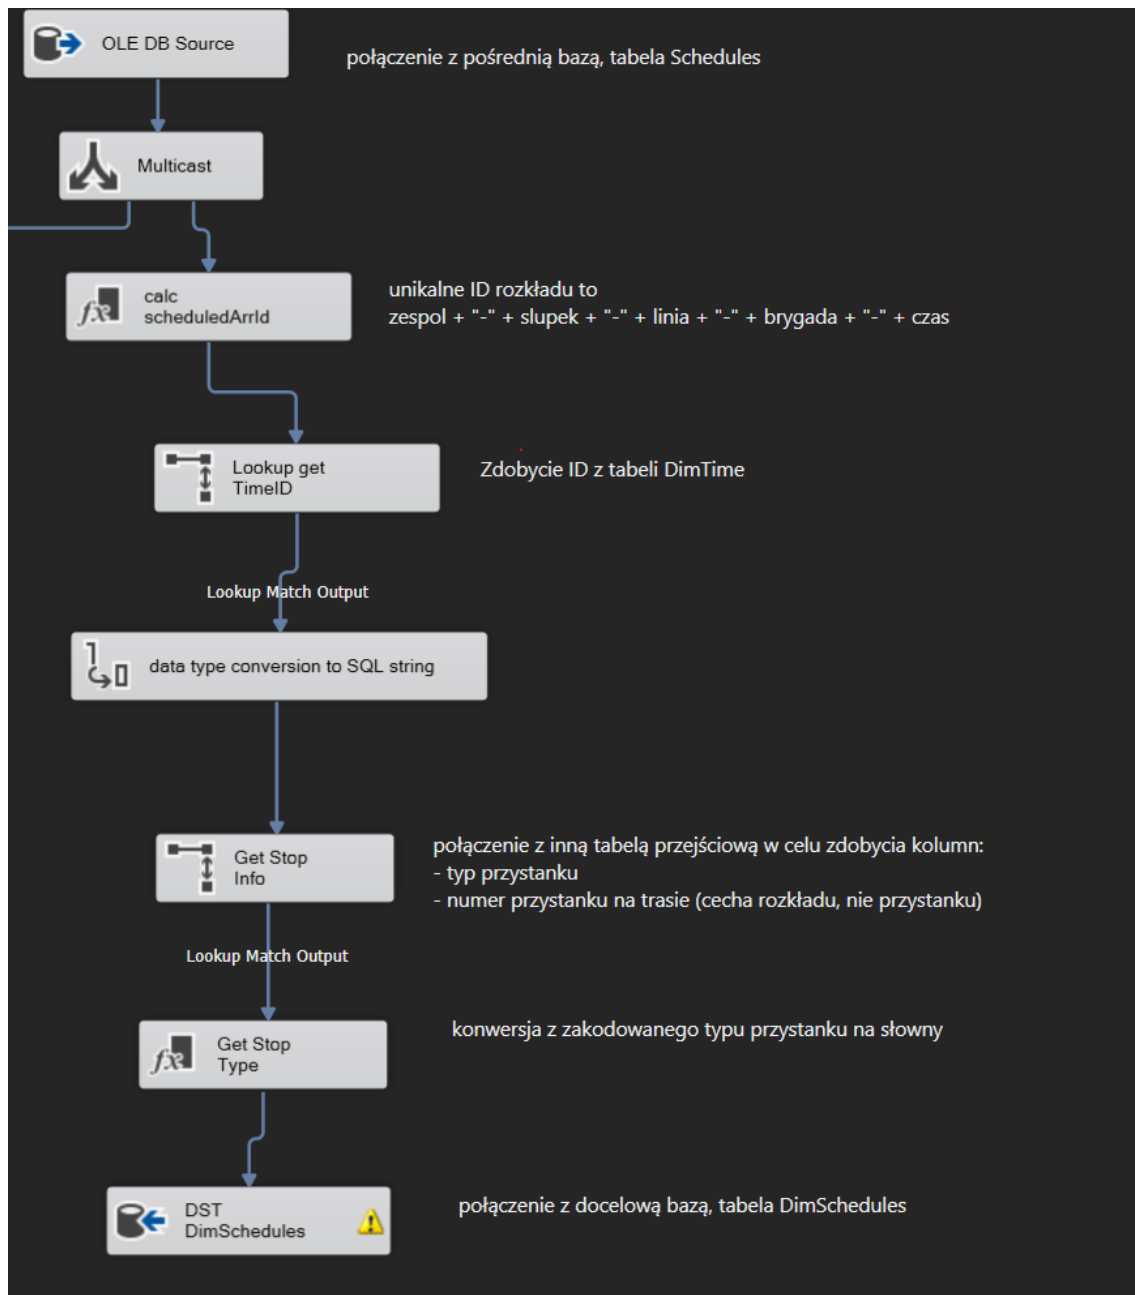 OLE DB Source
połączenie z pośrednią bazą, tabela Schedules
Multicast
calc
scheduledArrId
unikalne ID rozkładu to
zespol + "-" + slupek + "-" + linia + "-" + brygada + "-" + czas
Lookup get
TimeID
Zdobycie ID z tabeli DimTime
Lookup Match Output
data type conversion to SQL string
Get Stop
Info
połączenie z inną tabelą przejściową w celu zdobycia kolumn:
- typ przystanku
- numer przystanku na trasie (cecha rozkładu, nie przystanku)
Lookup Match Output
Get Stop
Type
konwersja z zakodowanego typu przystanku na słowny
DST
DimSchedules
połączenie z docelową bazą, tabela DimSchedules